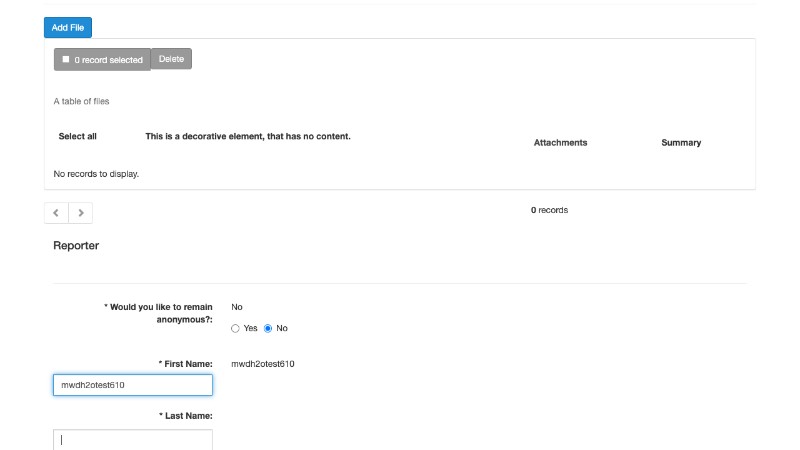 Add File
0 record selected
Delete
A table of files
Select all
This is a decorative element, that has no content.
Attachments
Summary
No records to display.
0 records
Reporter
* Would you like to remain
anonymous?:
No
Yes
No
* First Name:
mwdh2otest610
mwdh2otest610
* Last Name: